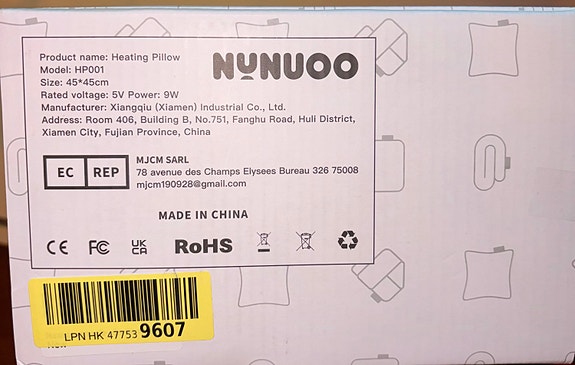 NUNUOO
Product name: Heating Pillow
Model: HP001
Size: 45*45cm
Rated voltage: 5V Power: 9W
Manufacturer: Xiangqiu (Xiamen) Industrial Co., Ltd.
Address: Room 406, Building B, No.751, Fanghu Road, Huli District,
Xiamen City, Fujian Province, China
EC REP
MJCM SARL
78 avenue des Champs Elysees Bureau 326 75008
mjcm190928@gmail.com
MADE IN CHINA
CE FC UK CA RoHS
LPN HK 47753 9607